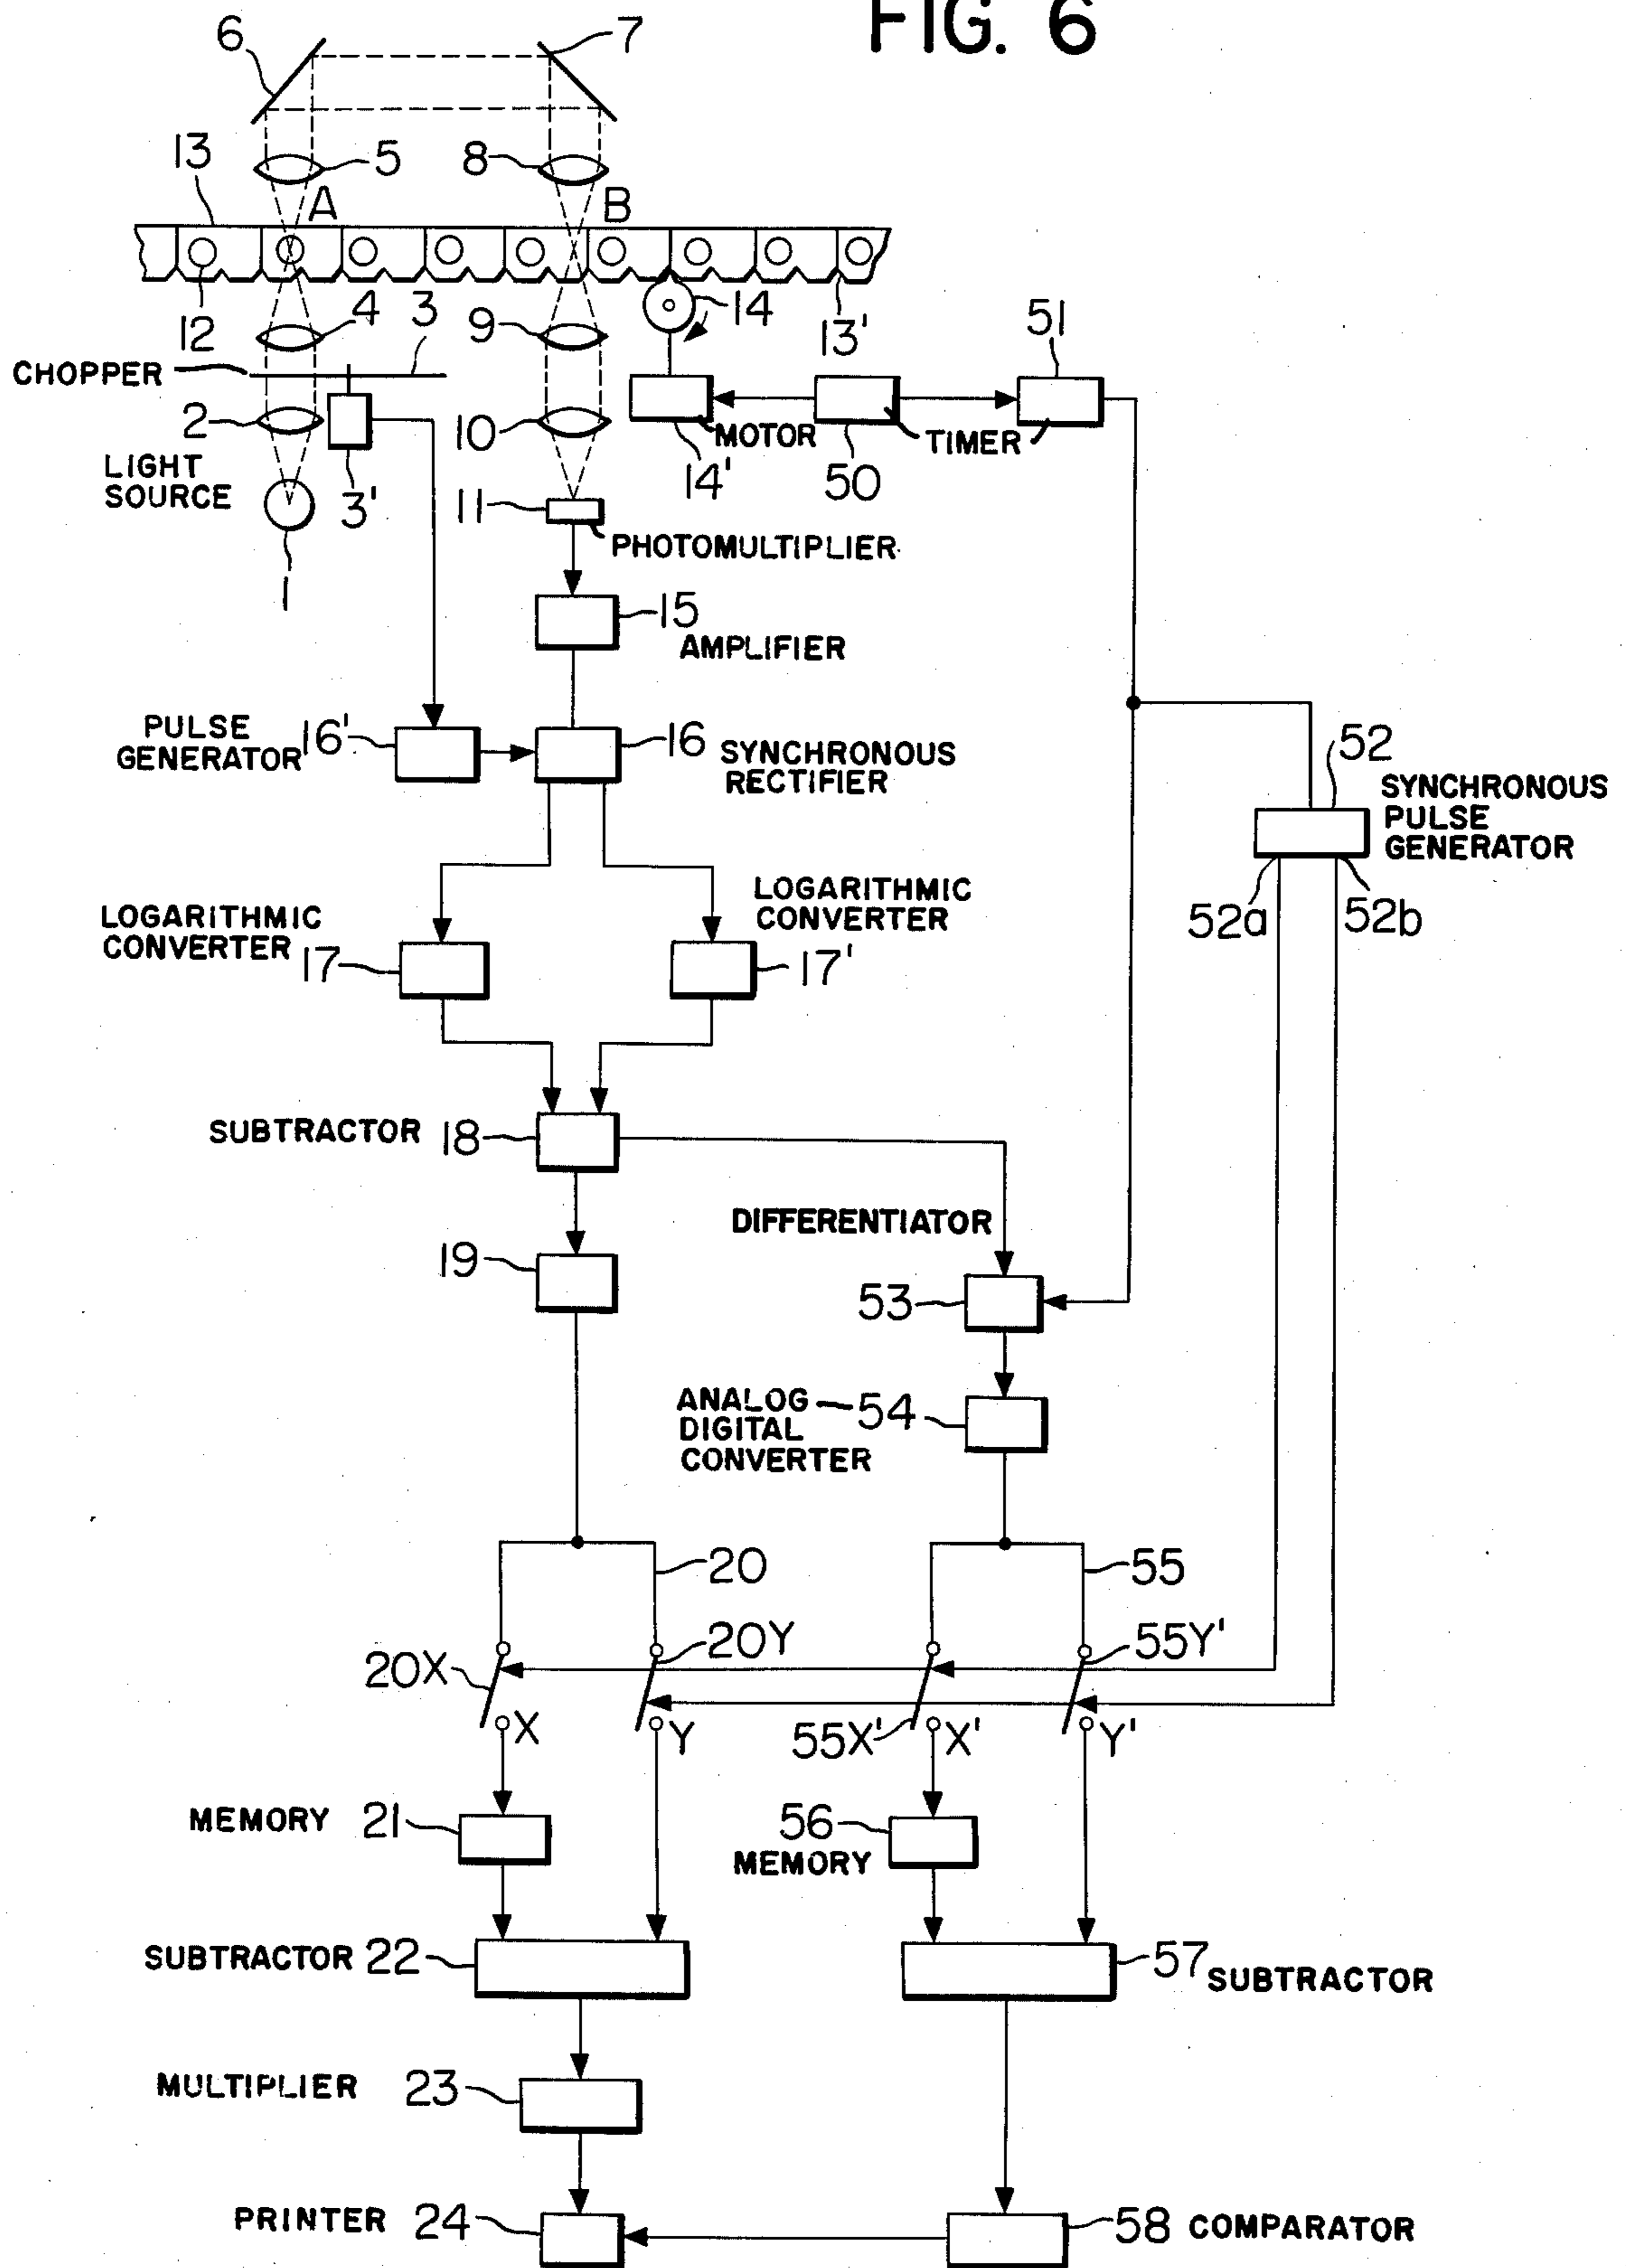 FIG. 6
6
7
13
5
8
A
B
12
4
3
9
14
13'
51
CHOPPER
2
10
MOTOR
TIMER
LIGHT
SOURCE
3'
11
14'
50
1
PHOTOMULTIPLIER
15
AMPLIFIER
PULSE
GENERATOR
16'
16
SYNCHRONOUS
RECTIFIER
52
SYNCHRONOUS
PULSE
GENERATOR
52a
52b
LOGARITHMIC
CONVERTER
17
LOGARITHMIC
CONVERTER
17'
SUBTRACTOR 18
DIFFERENTIATOR
19
53
ANALOG
DIGITAL
CONVERTER
54
20
55
20X
20Y
55Y'
X
Y
55X'
X'
Y'
MEMORY 21
56
MEMORY
SUBTRACTOR 22
57 SUBTRACTOR
MULTIPLIER 23
PRINTER 24
58 COMPARATOR